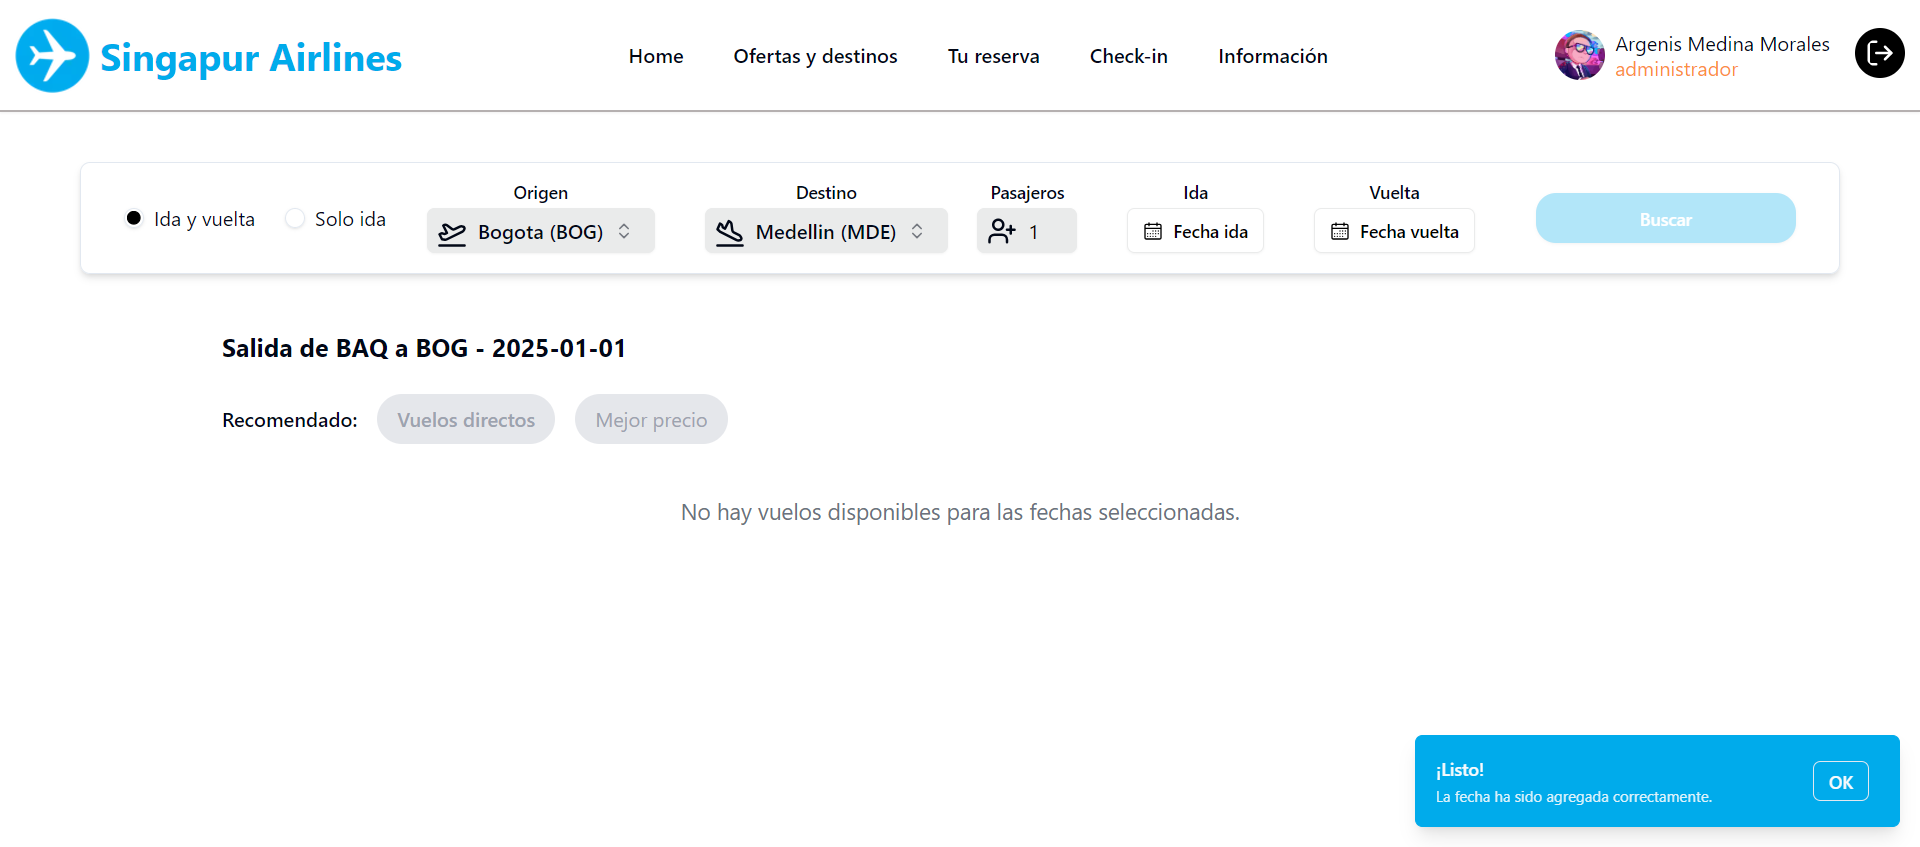 Singapur Airlines
Home
Ofertas y destinos
Tu reserva
Check-in
Información
Argenis Medina Morales
administrador
Ida y vuelta
Solo ida
Origen
Bogota (BOG)
Destino
Medellin (MDE)
Pasajeros
1
Ida
Fecha ida
Vuelta
Fecha vuelta
Buscar
Salida de BAQ a BOG - 2025-01-01
Recomendado:
Vuelos directos
Mejor precio
No hay vuelos disponibles para las fechas seleccionadas.
¡Listo!
La fecha ha sido agregada correctamente.
OK